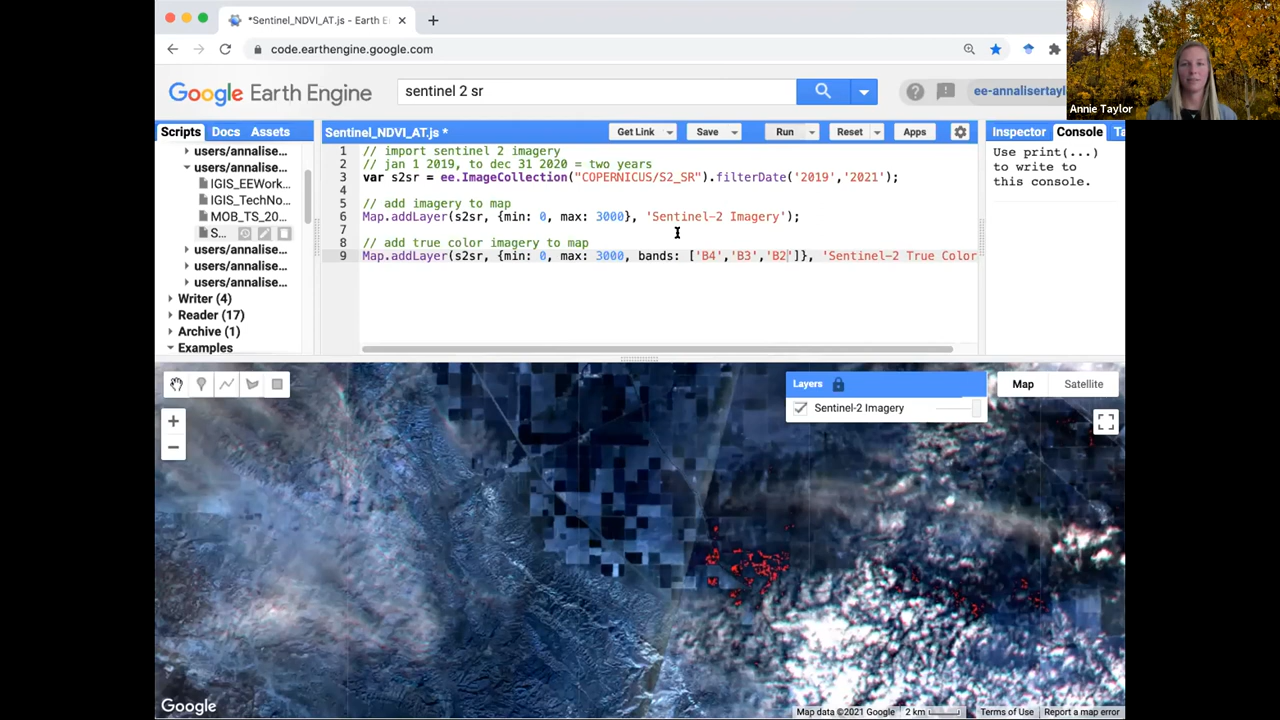 *Sentinel_NDVI_AT.js - Earth E
code.earthengine.google.com
Google Earth Engine
sentinel 2 sr
ee-annalisertayl
Annie Taylor
Scripts Docs Assets
Sentinel_NDVI_AT.js *
Get Link Save Run Reset Apps
Inspector Console Ta
users/annalise...
users/annalise...
IGIS_EEWork...
IGIS_TechNo...
MOB_TS_20...
S...
users/annalise...
users/annalise...
users/annalise...
Writer (4)
Reader (17)
Archive (1)
Examples
1 // import sentinel 2 imagery
2 // jan 1 2019, to dec 31 2020 = two years
3 var s2sr = ee.ImageCollection("COPERNICUS/S2_SR").filterDate('2019','2021');
4
5 // add imagery to map
6 Map.addLayer(s2sr, {min: 0, max: 3000}, 'Sentinel-2 Imagery');
7
8 // add true color imagery to map
9 Map.addLayer(s2sr, {min: 0, max: 3000, bands: ['B4','B3','B2']}, 'Sentinel-2 True Color
Use print(...)
to write to
this console.
Layers
Sentinel-2 Imagery
Map Satellite
Google
Map data ©2021 Google 2 km Terms of Use Report a map error